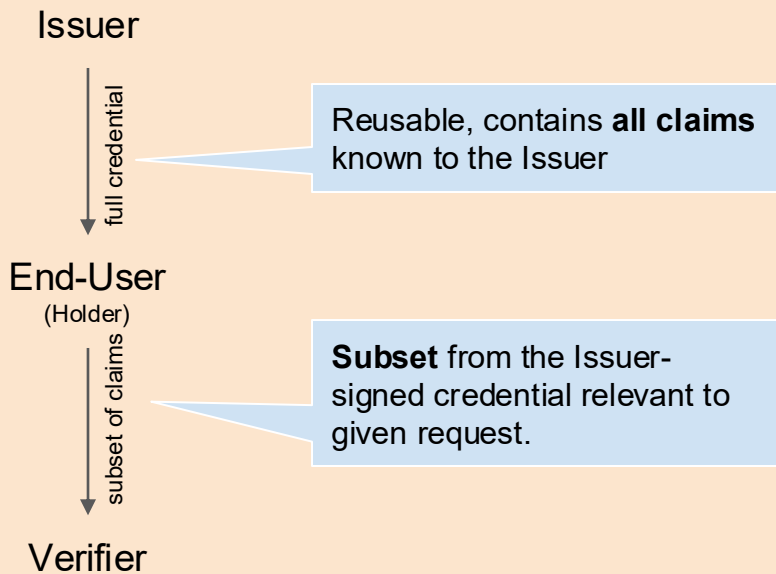 Issuer
full credential
Reusable, contains all claims
known to the Issuer
End-User
(Holder)
subset of claims
Subset from the Issuer-
signed credential relevant to
given request.
Verifier